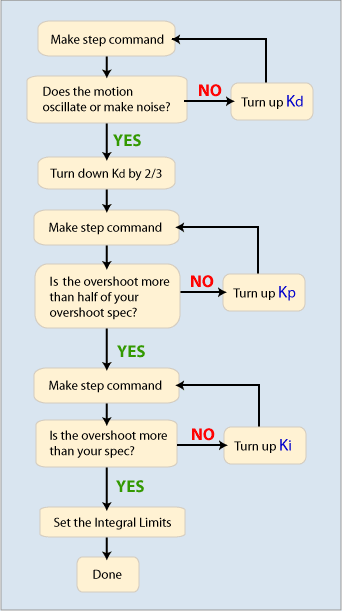 Make step command
Does the motion
oscillate or make noise?
NO
Turn up Kd
YES
Turn down Kd by 2/3
Make step command
Is the overshoot more
than half of your
overshoot spec?
NO
Turn up Kp
YES
Make step command
Is the overshoot more
than your spec?
NO
Turn up Ki
YES
Set the Integral Limits
Done